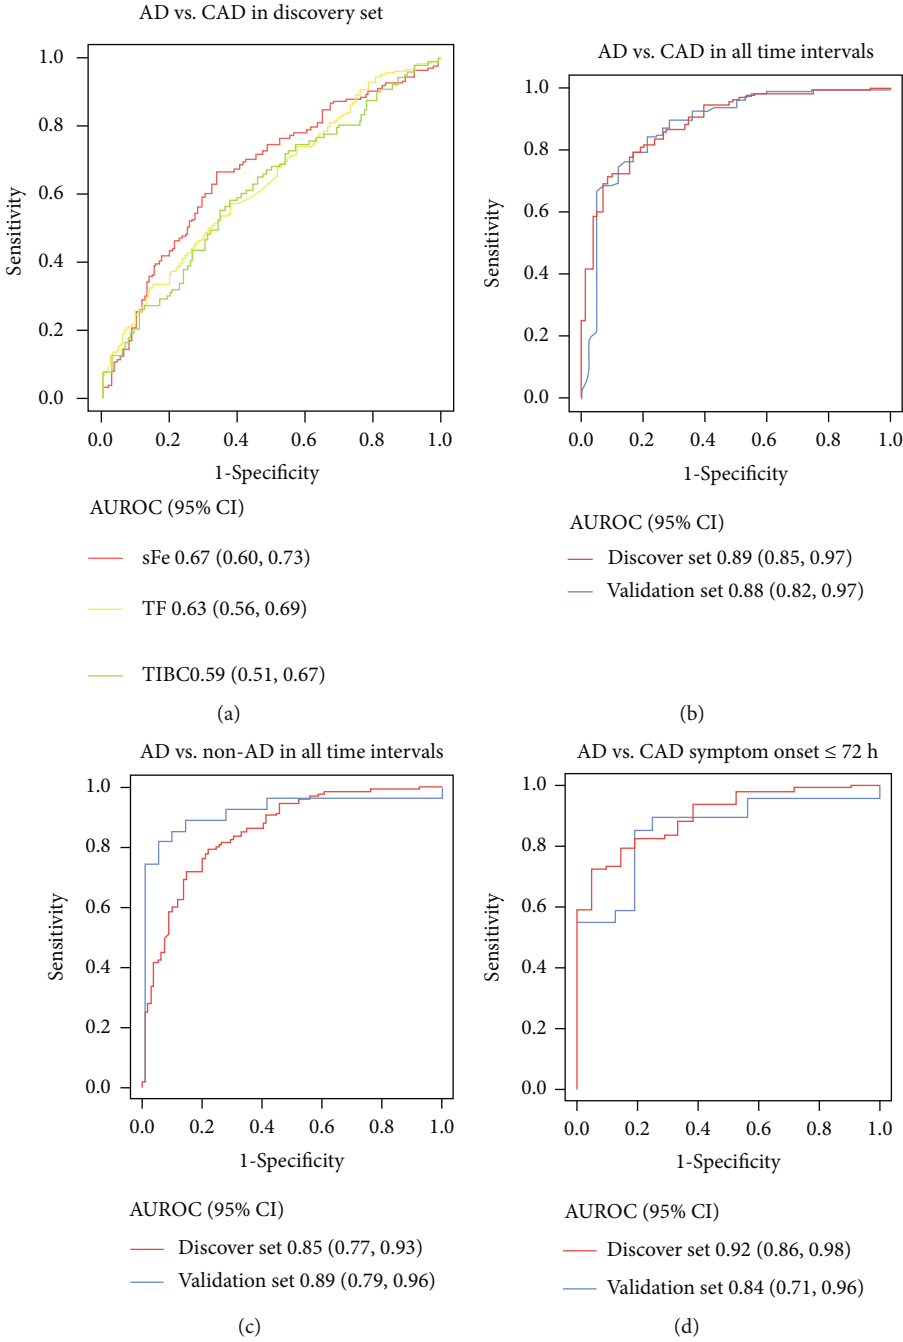 AD vs. CAD in discovery set
1.0
0.8
0.6
0.4
0.2
0.0
Sensitivity
0.0 0.2 0.4 0.6 0.8 1.0
1-Specificity
AUROC (95% CI)
sFe 0.67 (0.60, 0.73)
TF 0.63 (0.56, 0.69)
TIBC0.59 (0.51, 0.67)
(a)
AD vs. CAD in all time intervals
1.0
0.8
0.6
0.4
0.2
0.0
Sensitivity
0.0 0.2 0.4 0.6 0.8 1.0
1-Specificity
AUROC (95% CI)
Discover set 0.89 (0.85, 0.97)
Validation set 0.88 (0.82, 0.97)
(b)
AD vs. non-AD in all time intervals
1.0
0.8
0.6
0.4
0.2
0.0
Sensitivity
0.0 0.2 0.4 0.6 0.8 1.0
1-Specificity
AUROC (95% CI)
Discover set 0.85 (0.77, 0.93)
Validation set 0.89 (0.79, 0.96)
(c)
AD vs. CAD symptom onset ≤ 72 h
1.0
0.8
0.6
0.4
0.2
0.0
Sensitivity
0.0 0.2 0.4 0.6 0.8 1.0
1-Specificity
AUROC (95% CI)
Discover set 0.92 (0.86, 0.98)
Validation set 0.84 (0.71, 0.96)
(d)